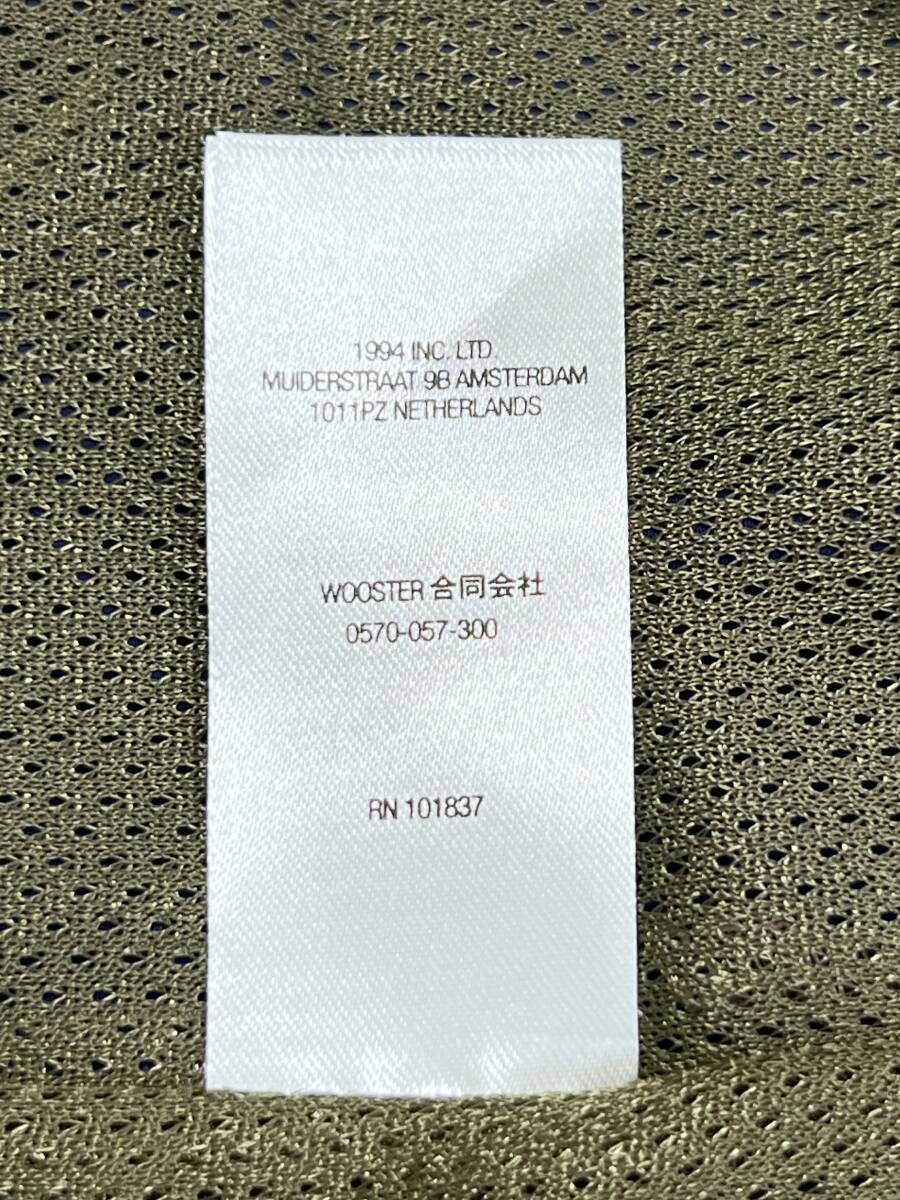 1994 INC. LTD.
MUIDERSTRAAT 9B AMSTERDAM
1011PZ NETHERLANDS
WOOSTER 合同会社
0570-057-300
RN 101837